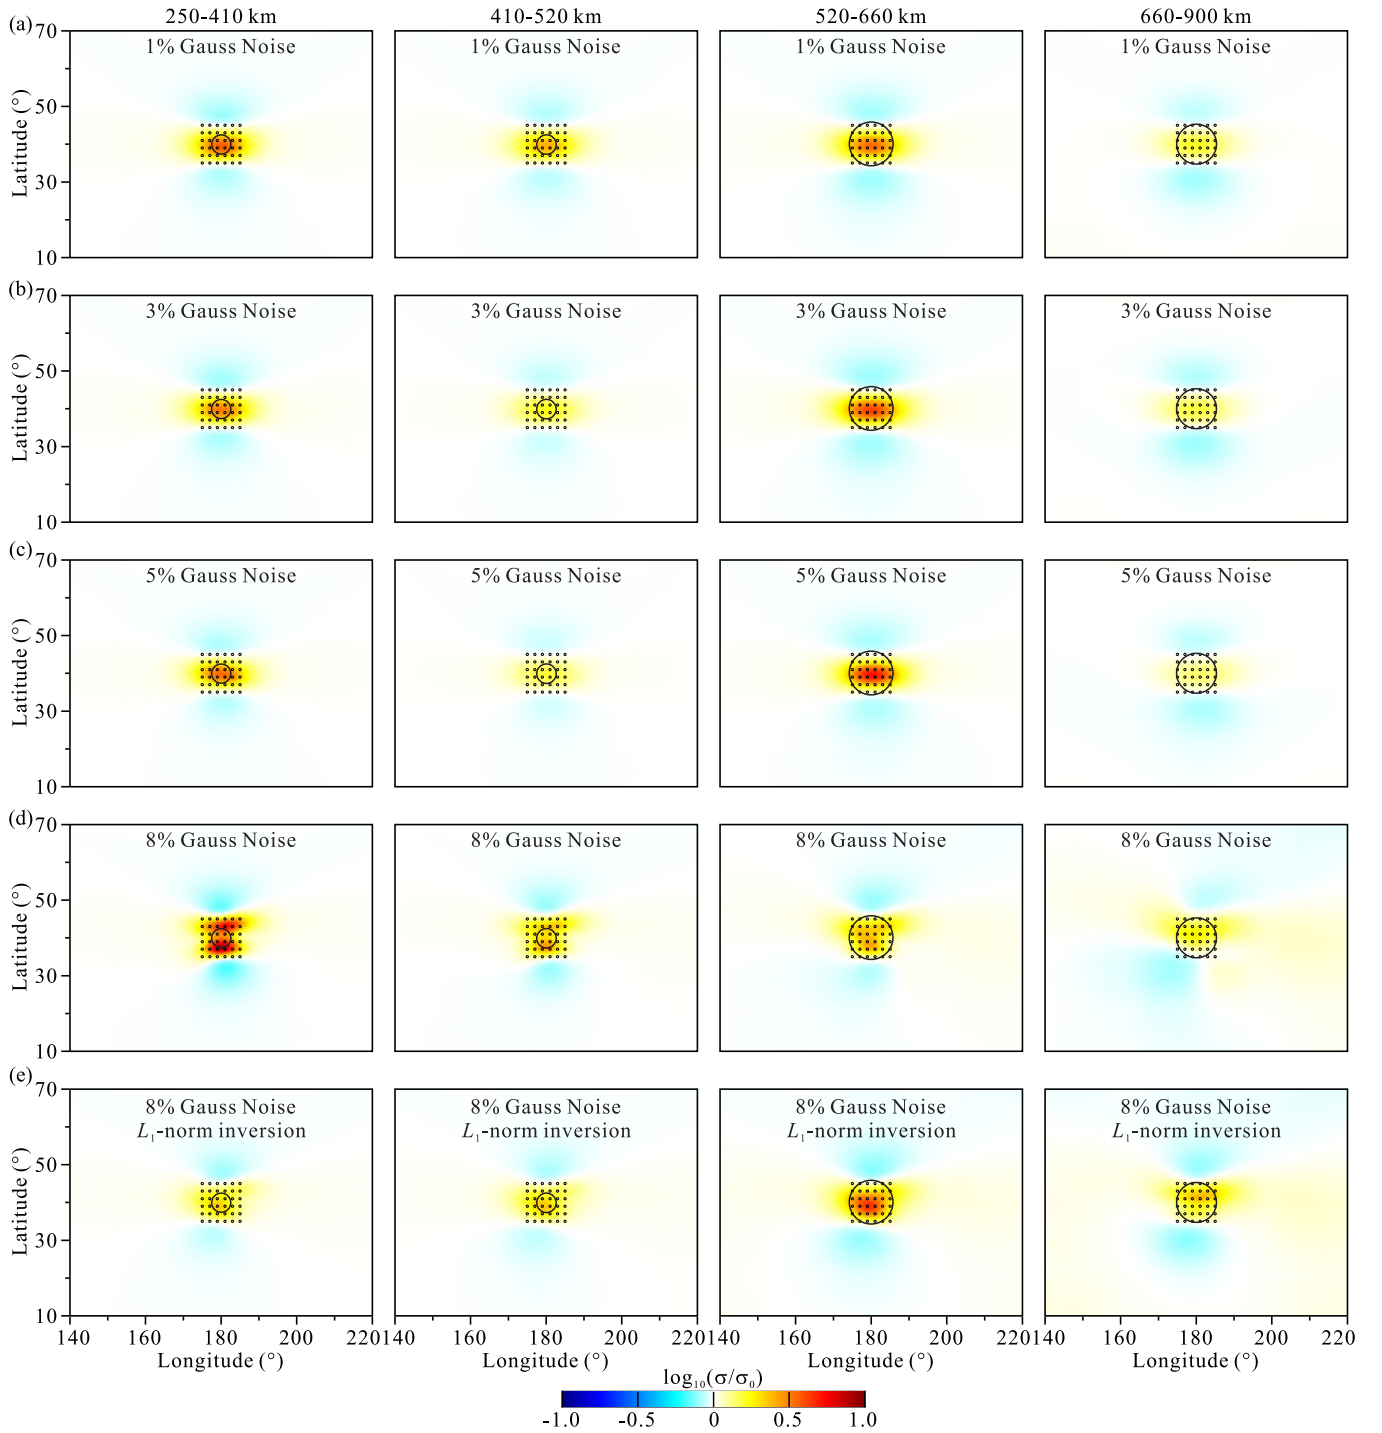 250-410 km 410-520 km 520-660 km 660-900 km
(a)
70 1% Gauss Noise 1% Gauss Noise 1% Gauss Noise 1% Gauss Noise
50
Latitude (°)
30
10
(b)
70 3% Gauss Noise 3% Gauss Noise 3% Gauss Noise 3% Gauss Noise
50
Latitude (°)
30
10
(c)
70 5% Gauss Noise 5% Gauss Noise 5% Gauss Noise 5% Gauss Noise
50
Latitude (°)
30
10
(d)
70 8% Gauss Noise 8% Gauss Noise 8% Gauss Noise 8% Gauss Noise
50
Latitude (°)
30
10
(e)
70 8% Gauss Noise 8% Gauss Noise 8% Gauss Noise 8% Gauss Noise
L₁-norm inversion L₁-norm inversion L₁-norm inversion L₁-norm inversion
50
Latitude (°)
30
10
140 160 180 200 220 140 160 180 200 220 140 160 180 200 220 140 160 180 200 220
Longitude (°) Longitude (°) Longitude (°) Longitude (°)
log₁₀(σ/σ₀)
-1.0 -0.5 0 0.5 1.0